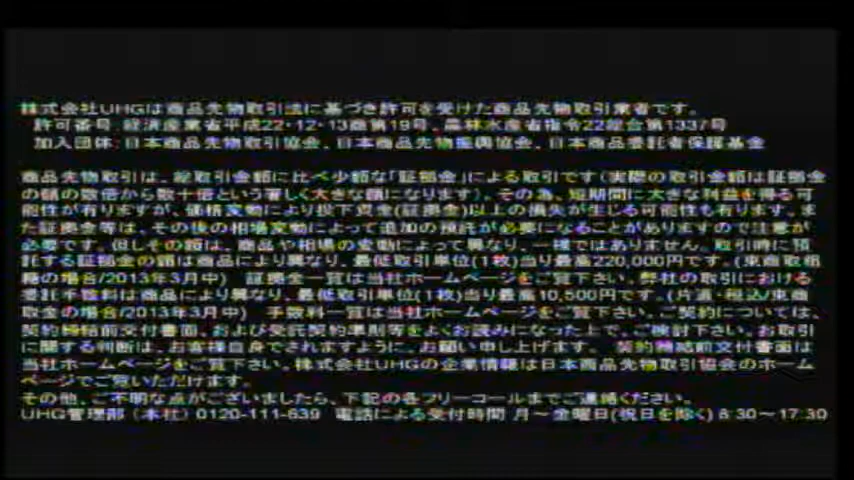 株式会社UHGは商品先物取引法に基づき許可を受けた商品先物取引業者です。
許可番号:経済産業省平成22・12・13商第19号、農林水産省指令22総合第1337号
加入団体:日本商品先物取引協会、日本商品先物振興協会、日本商品委託者保護基金
商品先物取引は、総取引金額に比べ少額な「証拠金」による取引です(実際の取引金額は証拠金
の額の数倍から数十倍という著しく大きな額になります)。その為、短期間に大きな利益を得る可
能性が有りますが、価格変動により投下資金(証拠金)以上の損失が生じる可能性も有ります。ま
た証拠金等は、その後の相場変動によって追加の預託が必要になることがありますので注意が
必要です。但しその額は、商品や相場の変動によって異なり、一様ではありません。取引時に預
託する証拠金の額は商品により異なり、最低取引単位(1枚)当り最高220,000円です。(東商取粗
糖の場合/2013年3月中) 証拠金一覧は当社ホームページをご覧下さい。弊社の取引における
委託手数料は商品により異なり、最低取引単位(1枚)当り最高10,500円です。(片道・税込/東商
取金の場合/2013年3月中) 手数料一覧は当社ホームページをご覧下さい。ご契約については、
契約締結前交付書面、および受託契約準則等をよくお読みになった上で、ご検討下さい。お取引
に関する判断は、お客様自身でされますように、お願い申し上げます。 契約締結前交付書面は
当社ホームページをご覧下さい。株式会社UHGの企業情報は日本商品先物取引協会のホーム
ページでご覧いただけます。
その他、ご不明な点がございましたら、下記の各フリーコールまでご連絡ください。
UHG管理部 (本社) 0120-111-639 電話による受付時間 月〜金曜日(祝日を除く) 8:30〜17:30